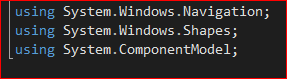 using System.Windows.Navigation;
using System.Windows.Shapes;
using System.ComponentModel;